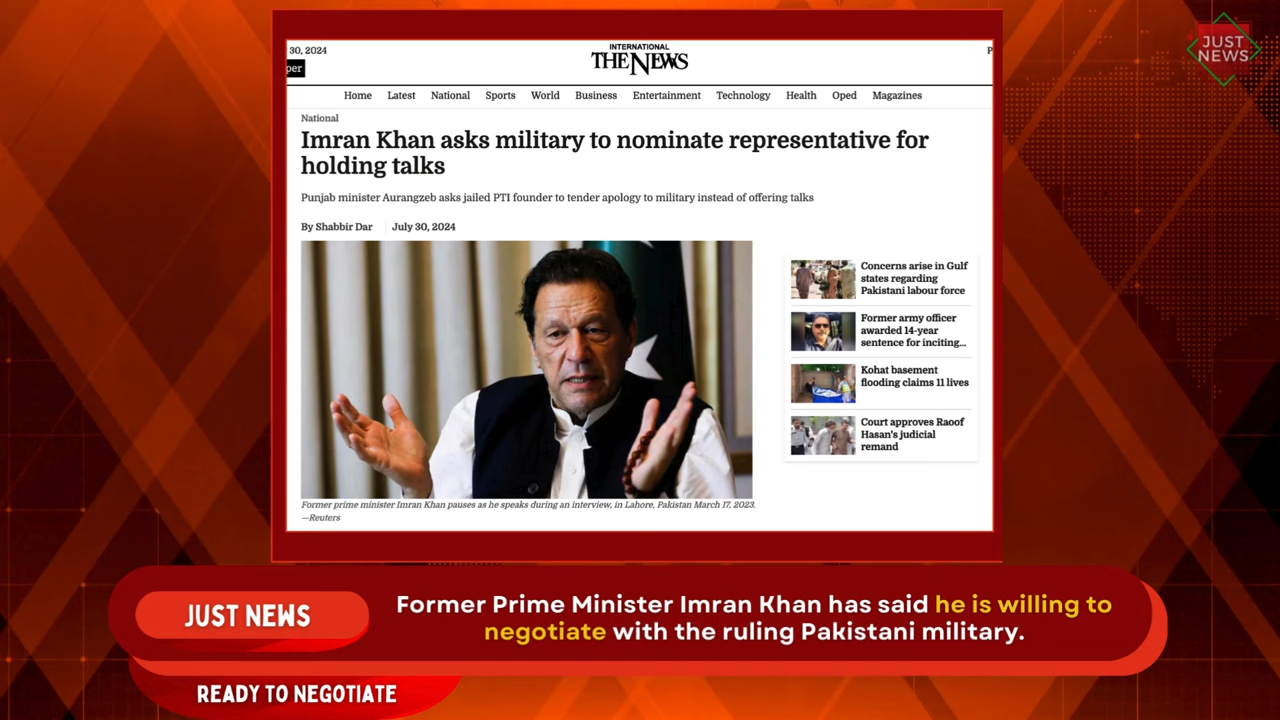 30, 2024
INTERNATIONAL
THE NEWS
P
per
Home Latest National Sports World Business Entertainment Technology Health Oped Magazines
National
Imran Khan asks military to nominate representative for
holding talks
Punjab minister Aurangzeb asks jailed PTI founder to tender apology to military instead of offering talks
By Shabbir Dar July 30, 2024
Former prime minister Imran Khan pauses as he speaks during an interview, in Lahore, Pakistan March 17, 2023.
—Reuters
Concerns arise in Gulf
states regarding
Pakistani labour force
Former army officer
awarded 14-year
sentence for inciting...
Kohat basement
flooding claims 11 lives
Court approves Raoof
Hasan's judicial
remand
JUST
NEWS
JUST NEWS
Former Prime Minister Imran Khan has said he is willing to
negotiate with the ruling Pakistani military.
READY TO NEGOTIATE